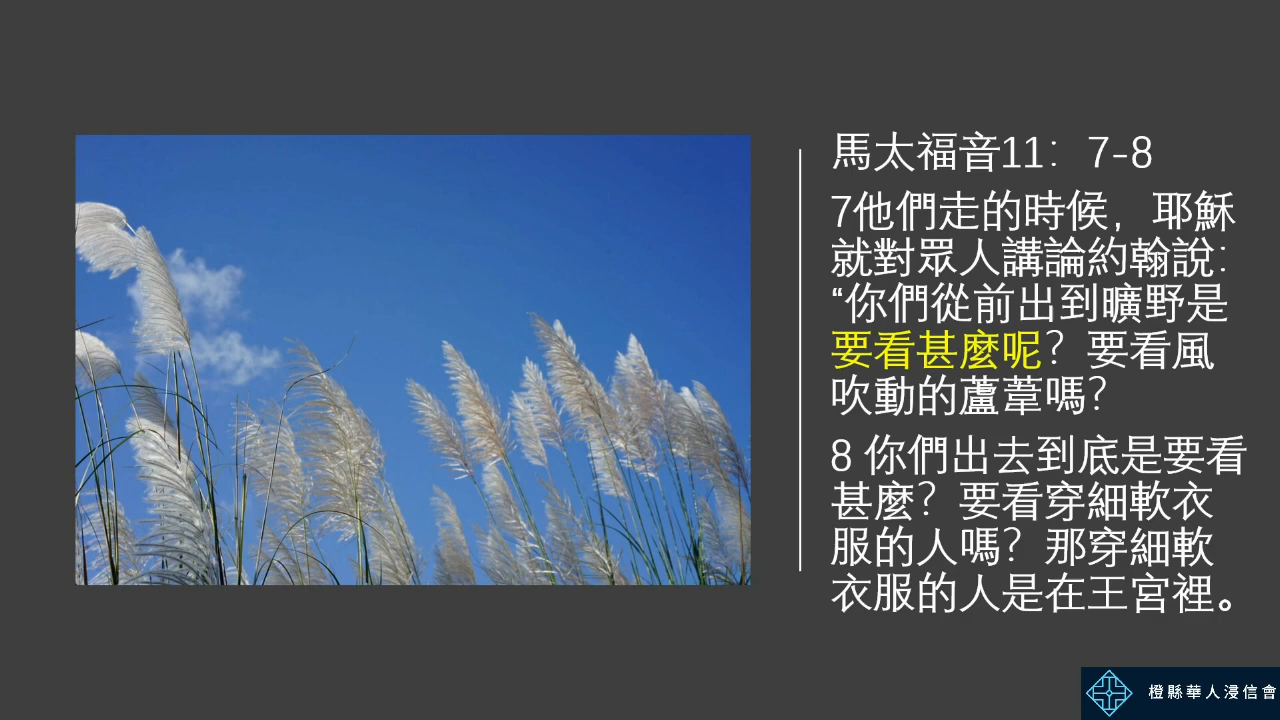 馬太福音11：7-8
7他們走的時候，耶穌
就對眾人講論約翰說：
“你們從前出到曠野是
要看甚麼呢？要看風
吹動的蘆葦嗎？
8 你們出去到底是要看
甚麼？要看穿細軟衣
服的人嗎？那穿細軟
衣服的人是在王宮裡。
橙縣華人浸信會